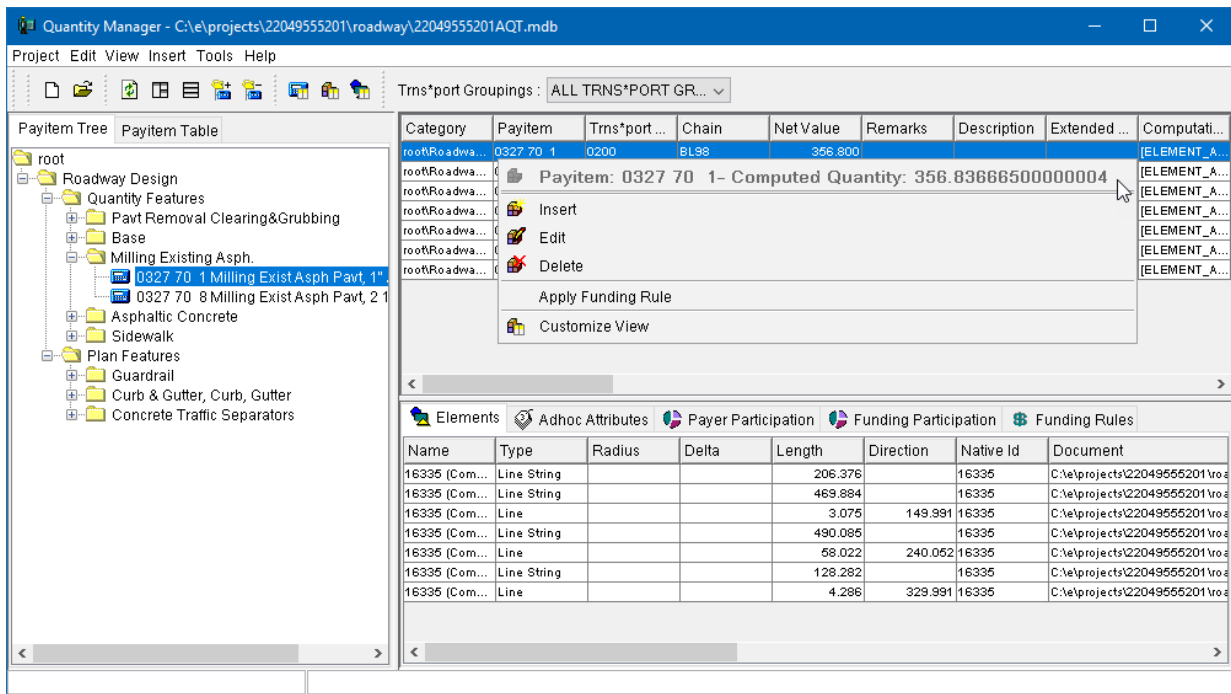 Quantity Manager - C:\e\projects\22049555201\roadway\22049555201AQT.mdb
Project Edit View Insert Tools Help
Trns*port Groupings : ALL TRNS*PORT GR...
Payitem Tree Payitem Table
root
Roadway Design
Quantity Features
Pavt Removal Clearing&Grubbing
Base
Milling Existing Asph.
0327 70 1 Milling Exist Asph Pavt, 1"
0327 70 8 Milling Exist Asph Pavt, 2 1
Asphaltic Concrete
Sidewalk
Plan Features
Guardrail
Curb & Gutter, Curb, Gutter
Concrete Traffic Separators
Category Payitem Trns*port ... Chain Net Value Remarks Description Extended ... Computati...
root\Roadwa... 0327 70 1 0200 BL98 356.800 [ELEMENT_A...
root\Roadwa... [ELEMENT_A...
root\Roadwa... [ELEMENT_A...
root\Roadwa... [ELEMENT_A...
root\Roadwa... [ELEMENT_A...
root\Roadwa... [ELEMENT_A...
root\Roadwa... [ELEMENT_A...
Payitem: 0327 70 1- Computed Quantity: 356.83666500000004
Insert
Edit
Delete
Apply Funding Rule
Customize View
Elements Adhoc Attributes Payer Participation Funding Participation Funding Rules
Name Type Radius Delta Length Direction Native Id Document
16335 (Com... Line String 206.376 16335 C:\e\projects\22049555201\roa
16335 (Com... Line String 469.884 16335 C:\e\projects\22049555201\roa
16335 (Com... Line 3.075 149.991 16335 C:\e\projects\22049555201\roa
16335 (Com... Line String 490.085 16335 C:\e\projects\22049555201\roa
16335 (Com... Line 58.022 240.052 16335 C:\e\projects\22049555201\roa
16335 (Com... Line String 128.282 16335 C:\e\projects\22049555201\roa
16335 (Com... Line 4.286 329.991 16335 C:\e\projects\22049555201\roa